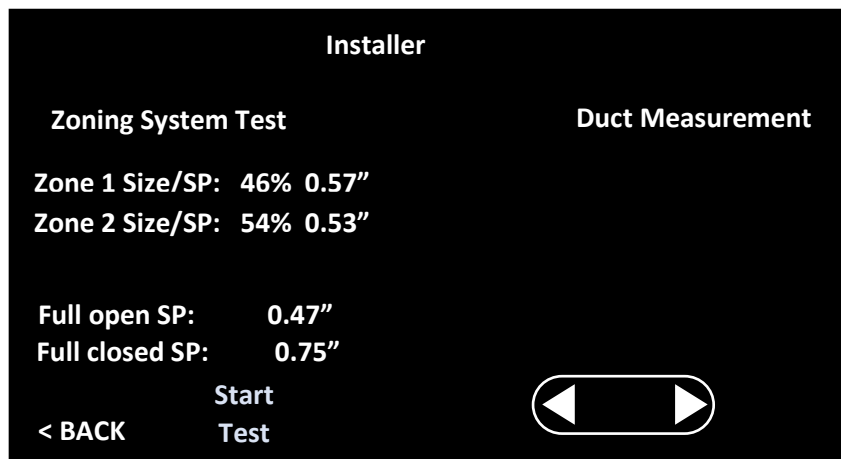 Installer
Zoning System Test
Duct Measurement
Zone 1 Size/SP: 46% 0.57”
Zone 2 Size/SP: 54% 0.53”
Full open SP: 0.47”
Full closed SP: 0.75”
Start
< BACK Test